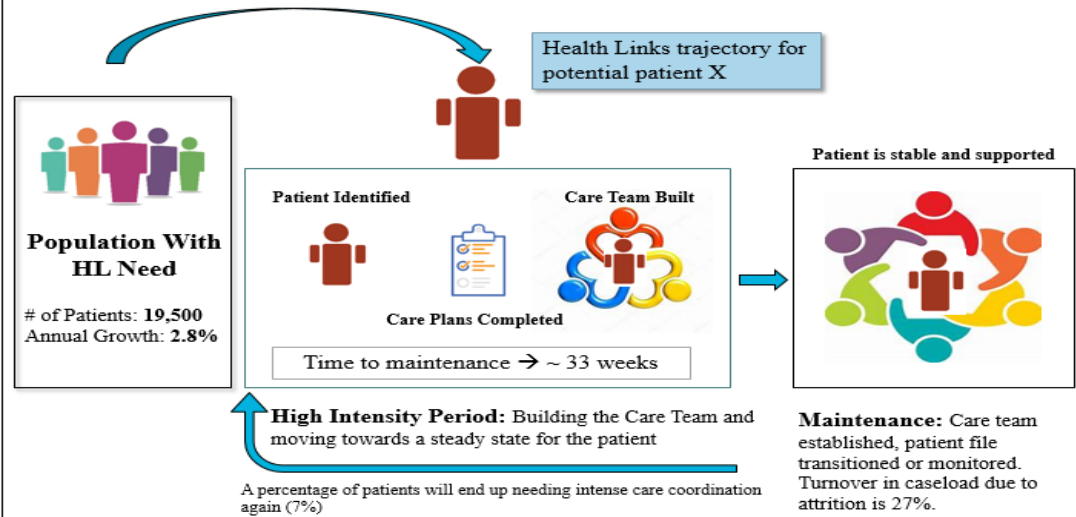 Health Links trajectory for
potential patient X
Population With
HL Need
# of Patients: 19,500
Annual Growth: 2.8%
Patient Identified
Care Team Built
Care Plans Completed
Time to maintenance → ~ 33 weeks
High Intensity Period: Building the Care Team and
moving towards a steady state for the patient
A percentage of patients will end up needing intense care coordination
again (7%)
Patient is stable and supported
Maintenance: Care team
established, patient file
transitioned or monitored.
Turnover in caseload due to
attrition is 27%.